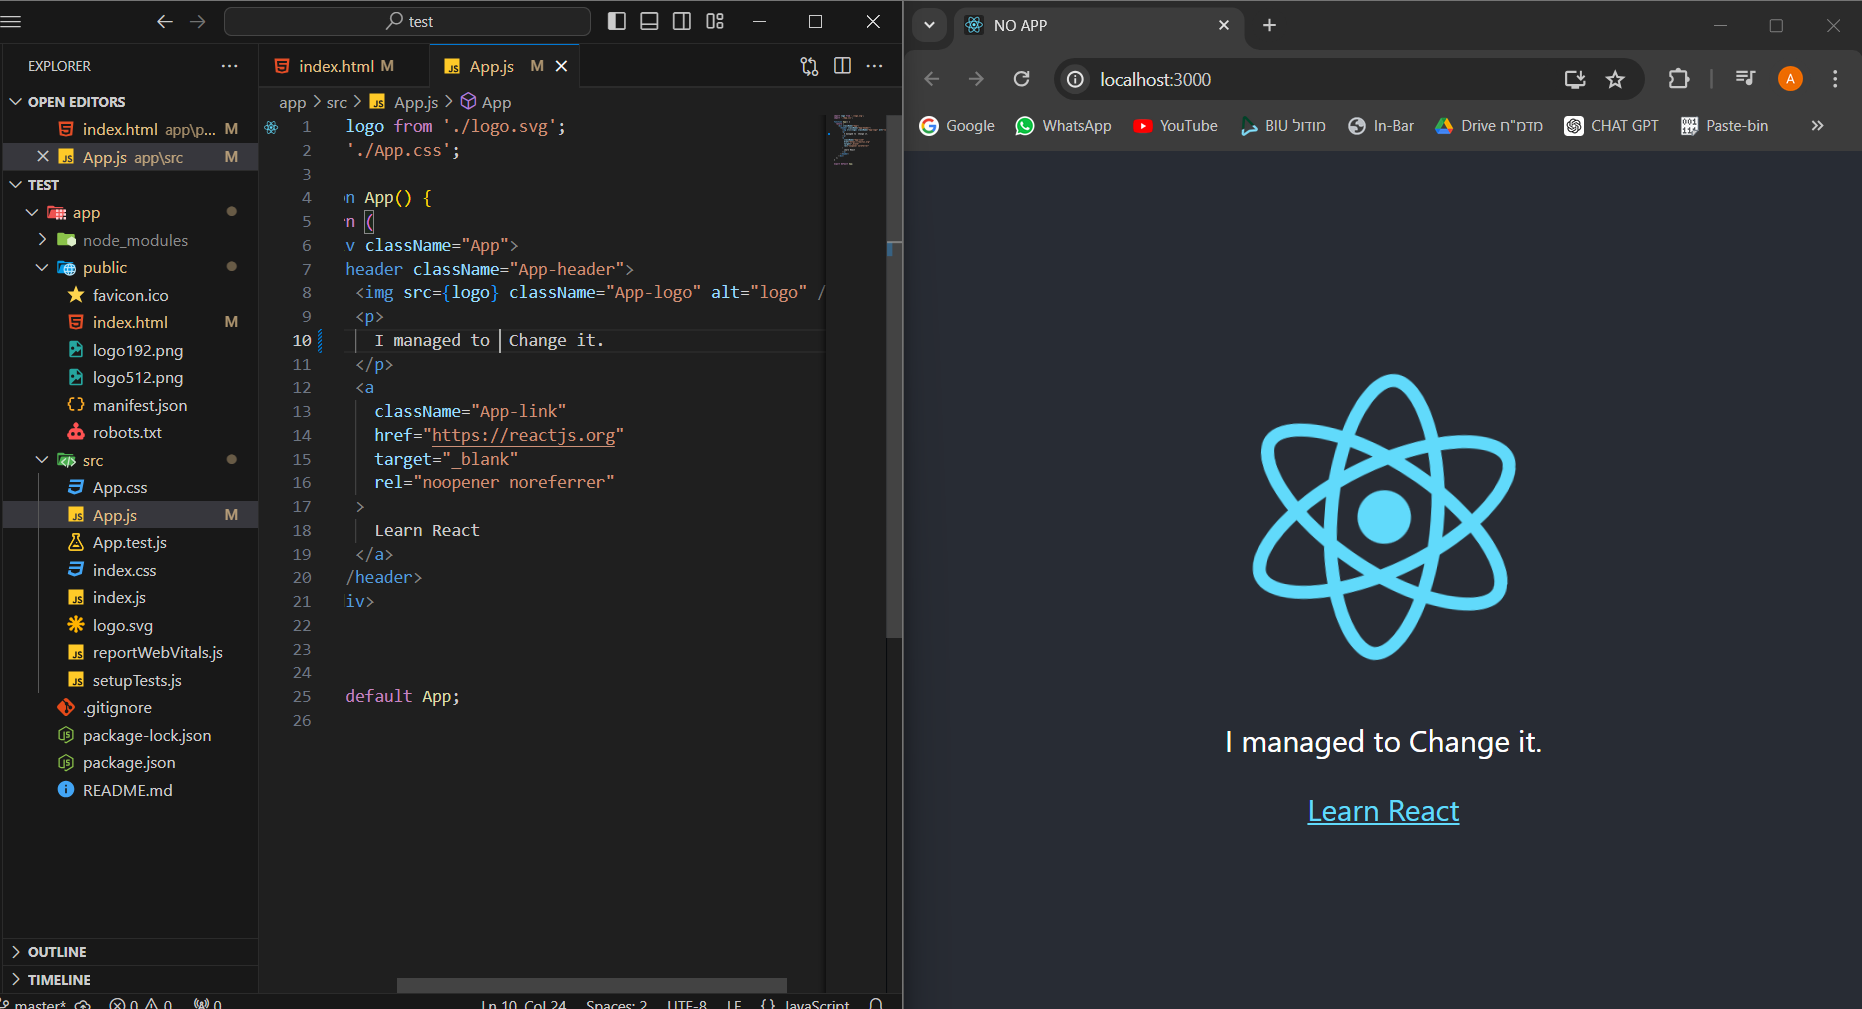 test
EXPLORER
OPEN EDITORS
index.html app\p... M
App.js app\src M
TEST
app
node_modules
public
favicon.ico
index.html M
logo192.png
logo512.png
manifest.json
robots.txt
src
App.css
App.js M
App.test.js
index.css
index.js
logo.svg
reportWebVitals.js
setupTests.js
.gitignore
package-lock.json
package.json
README.md
OUTLINE
TIMELINE
index.html M
App.js M
app > src > App.js > App
1 logo from './logo.svg';
2 './App.css';
3
4 n App() {
5 rn (
6 v className="App">
7 header className="App-header">
8 <img src={logo} className="App-logo" alt="logo" /
9 <p>
10 I managed to Change it.
11 </p>
12 <a
13 className="App-link"
14 href="https://reactjs.org"
15 target="_blank"
16 rel="noopener noreferrer"
17 >
18 Learn React
19 </a>
20 /header>
21 iv>
22
23
24
25 default App;
26
master* 0 0 0 Ln 10, Col 24 Spaces: 2 UTF-8 LF {} JavaScript
NO APP
localhost:3000
A
Google WhatsApp YouTube מודול BIU In-Bar Drive מדמ"ח CHAT GPT Paste-bin
I managed to Change it.
Learn React